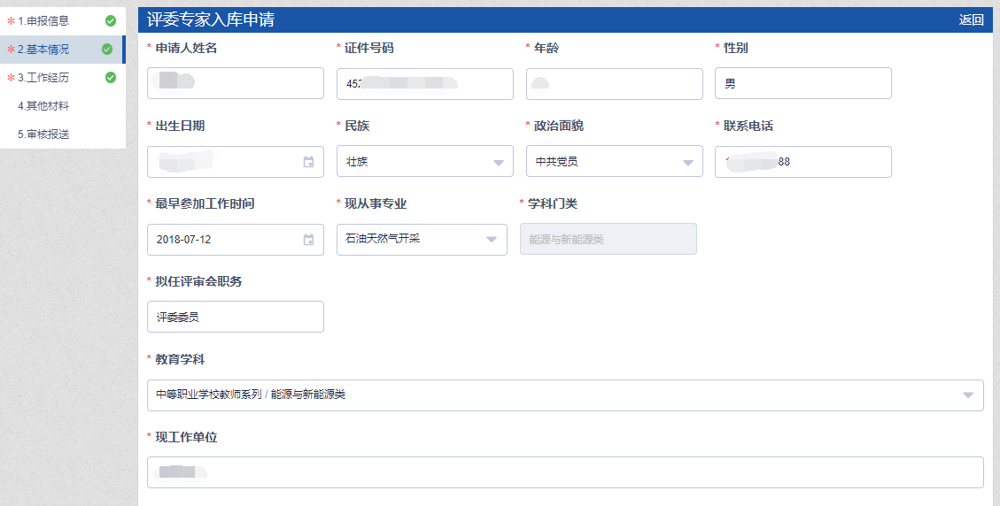 * 1.申报信息
* 2.基本情况
* 3.工作经历
4.其他材料
5.审核报送
评委专家入库申请 返回
* 申请人姓名 * 证件号码 * 年龄 * 性别
452 男
* 出生日期 * 民族 * 政治面貌 * 联系电话
壮族 中共党员 88
* 最早参加工作时间 * 现从事专业 * 学科门类
2018-07-12 石油天然气开采 能源与新能源类
* 拟任评审会职务
评委委员
* 教育学科
中等职业学校教师系列 / 能源与新能源类
* 现工作单位